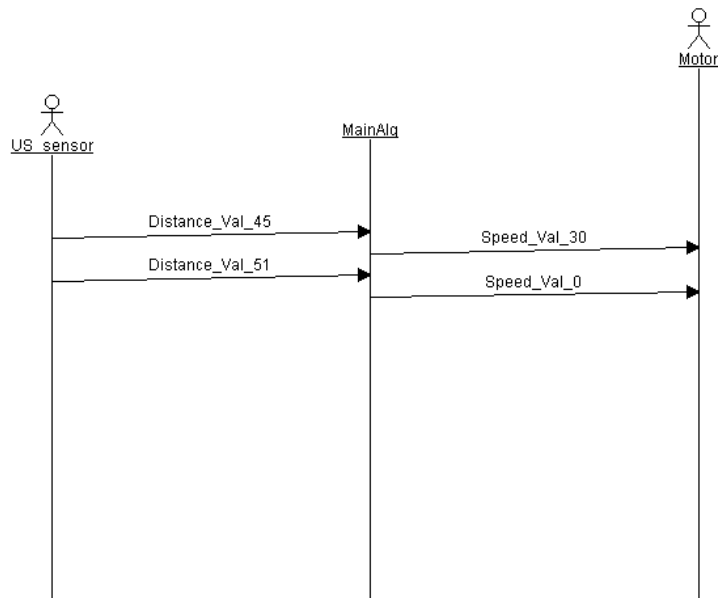 Motor
US_sensor
MainAlg
Distance_Val_45
Speed_Val_30
Distance_Val_51
Speed_Val_0